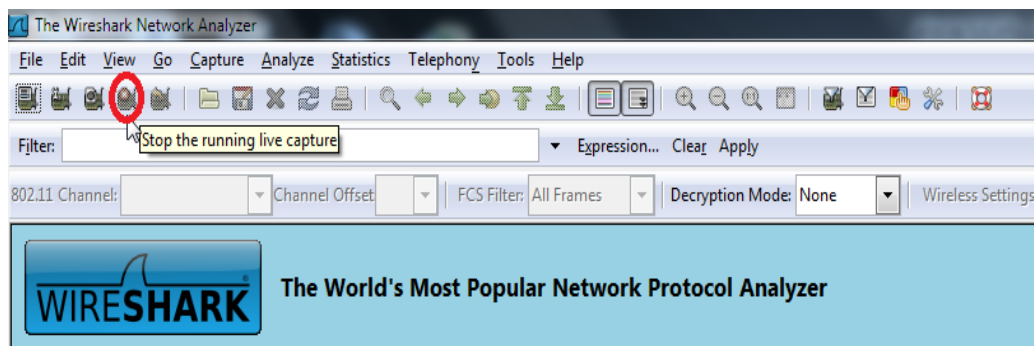 The Wireshark Network Analyzer
File Edit View Go Capture Analyze Statistics Telephony Tools Help
Stop the running live capture
Filter: Expression... Clear Apply
802.11 Channel: Channel Offset FCS Filter: All Frames Decryption Mode: None Wireless Settings
WIRESHARK
The World's Most Popular Network Protocol Analyzer